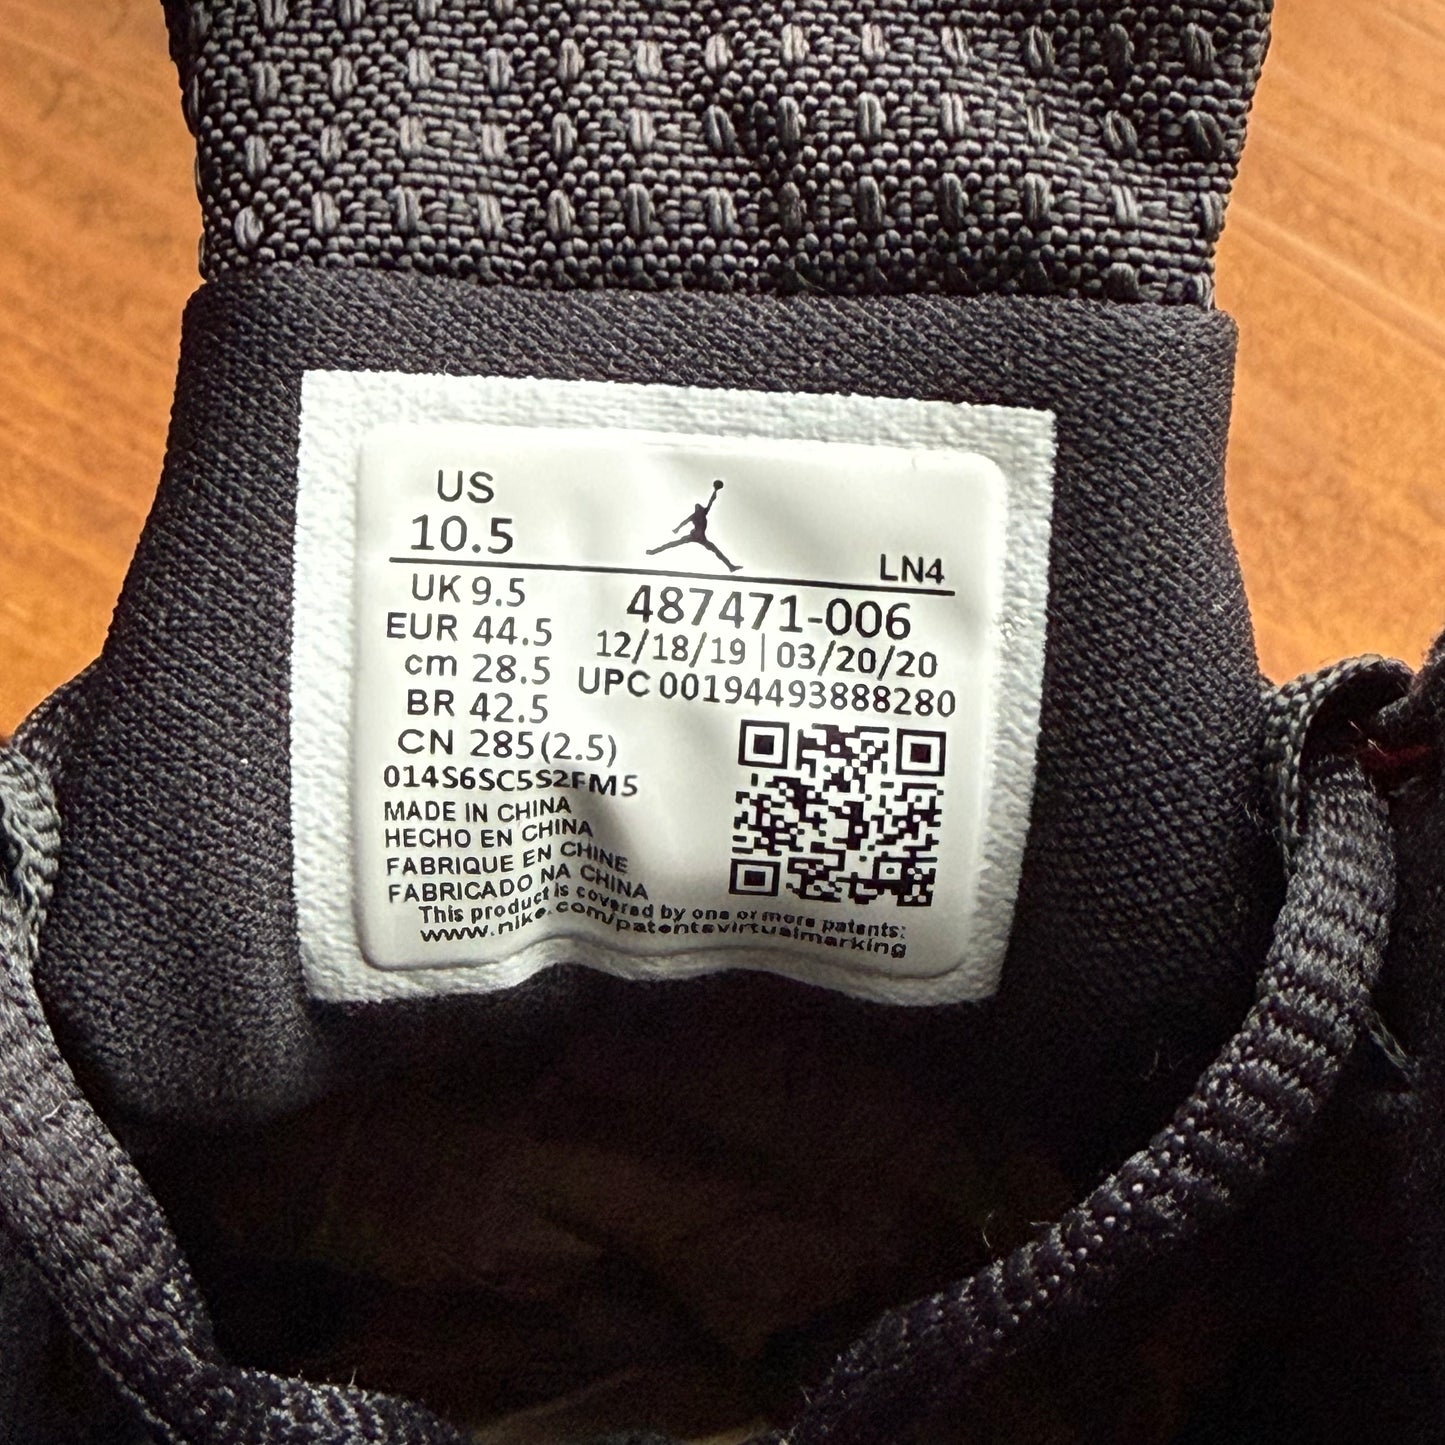 US
10.5
LN4
UK 9.5
EUR 44.5
cm 28.5
BR 42.5
CN 285(2.5)
487471-006
12/18/19 | 03/20/20
UPC 00194493888280
014S6SC5S2FM5
MADE IN CHINA
HECHO EN CHINA
FABRIQUE EN CHINE
FABRICADO NA CHINA
This product is covered by one or more patents:
www.nike.com/patentsvirtualmarking